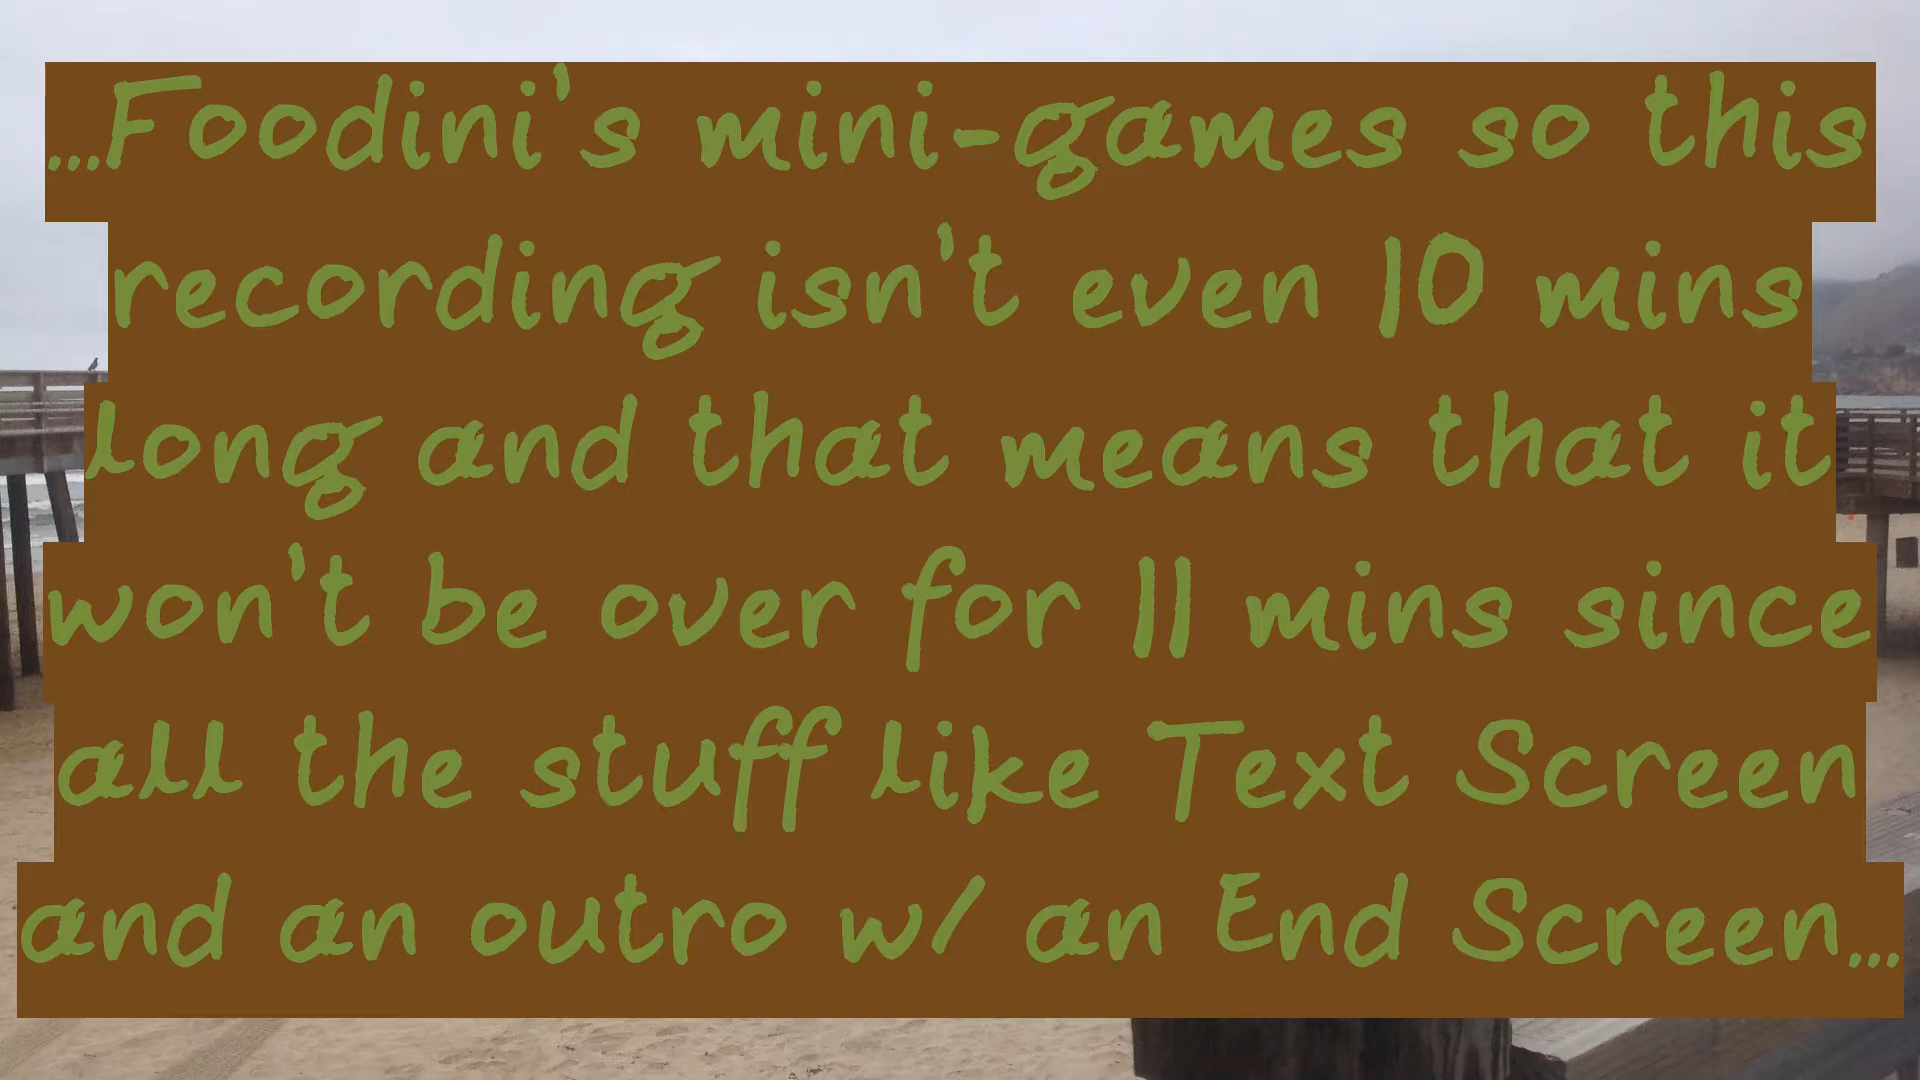 ...Foodini's mini-games so this
recording isn't even 10 mins
long and that means that it
won't be over for 11 mins since
all the stuff like Text Screen
and an outro w/ an End Screen...